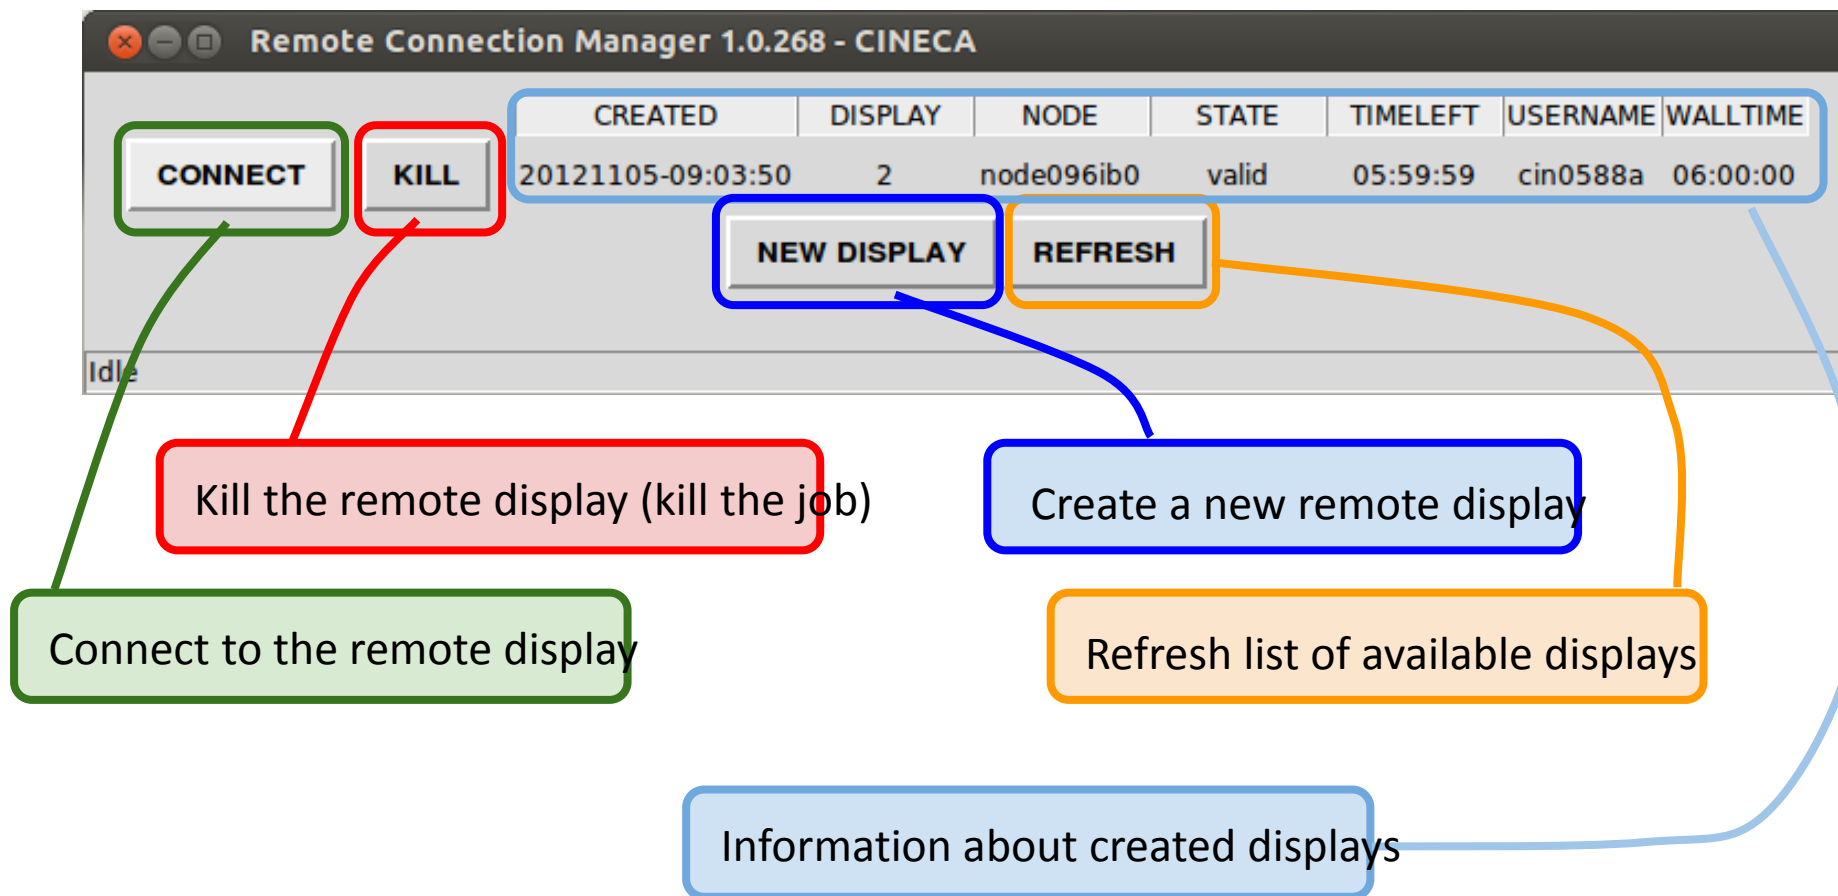 Remote Connection Manager 1.0.268 - CINECA
CREATED DISPLAY NODE STATE TIMELEFT USERNAME WALLTIME
CONNECT KILL 20121105-09:03:50 2 node096ib0 valid 05:59:59 cin0588a 06:00:00
NEW DISPLAY REFRESH
Idle
Kill the remote display (kill the job)
Create a new remote display
Connect to the remote display
Refresh list of available displays
Information about created displays